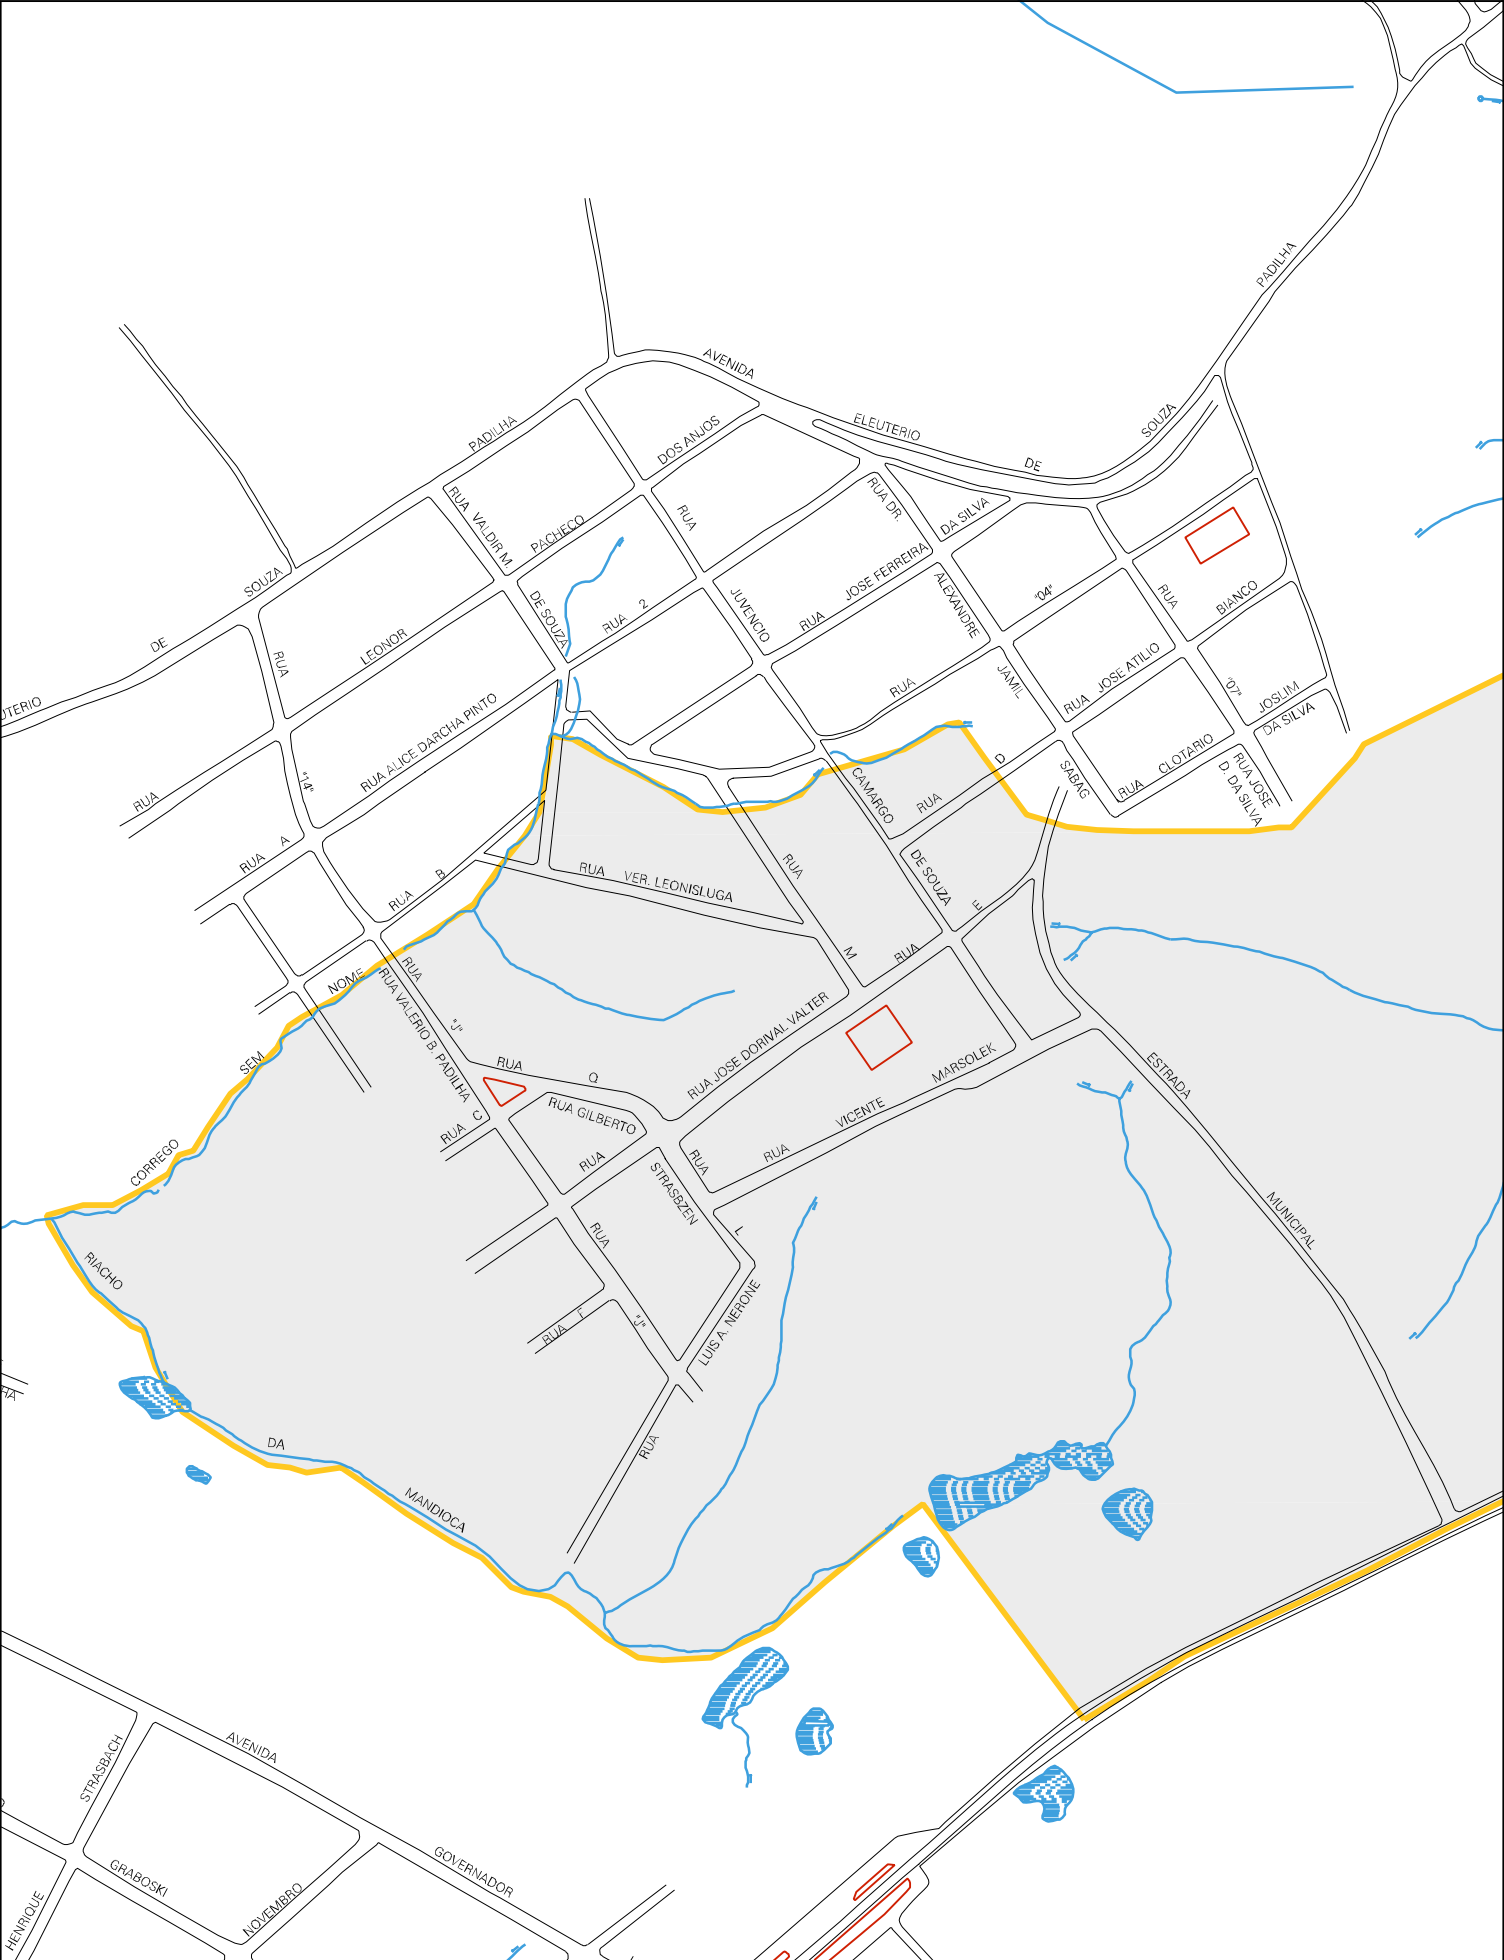 PADILHA
AVENIDA
ELEUTERIO
DE
SOUZA
PADILHA
SOUZA
DE
UTERIO
DOS ANJOS
PACHECO
LEONOR
RUA
RUA VALDIR M.
DE SOUZA
RUA
JUVENCIO
RUA DR.
ALEXANDRE
JAMIL
SABAG
DA SILVA
JOSE FERREIRA
RUA
RUA 2
"04"
RUA
RUA
"07"
BIANCO
JOSE ATILIO
RUA
JOSLIM
DA SILVA
CLOTARIO
RUA
RUA JOSE
D. DA SILVA
RUA
"14"
RUA ALICE DARCHA PINTO
RUA A
RUA B
CAMARGO
DE SOUZA
RUA D
RUA
M
RUA VER. LEONISLUGA
RUA E
NOME
SEM
CORREGO
RUA
"J"
RUA VALERIO B. PADILHA
RUA Q
RUA GILBERTO
STRASBZEN
RUA JOSE DORIVAL VALTER
RUA
RUA C
RUA VICENTE MARSOLEK
RUA
L
ESTRADA
MUNICIPAL
RUA
"J"
LUIS A. NERONE
RUA
RUA
RIACHO
DA
MANDIOCA
HA
AVENIDA
GOVERNADOR
STRASBACH
HENRIQUE
GRABOSKI
NOVEMBRO